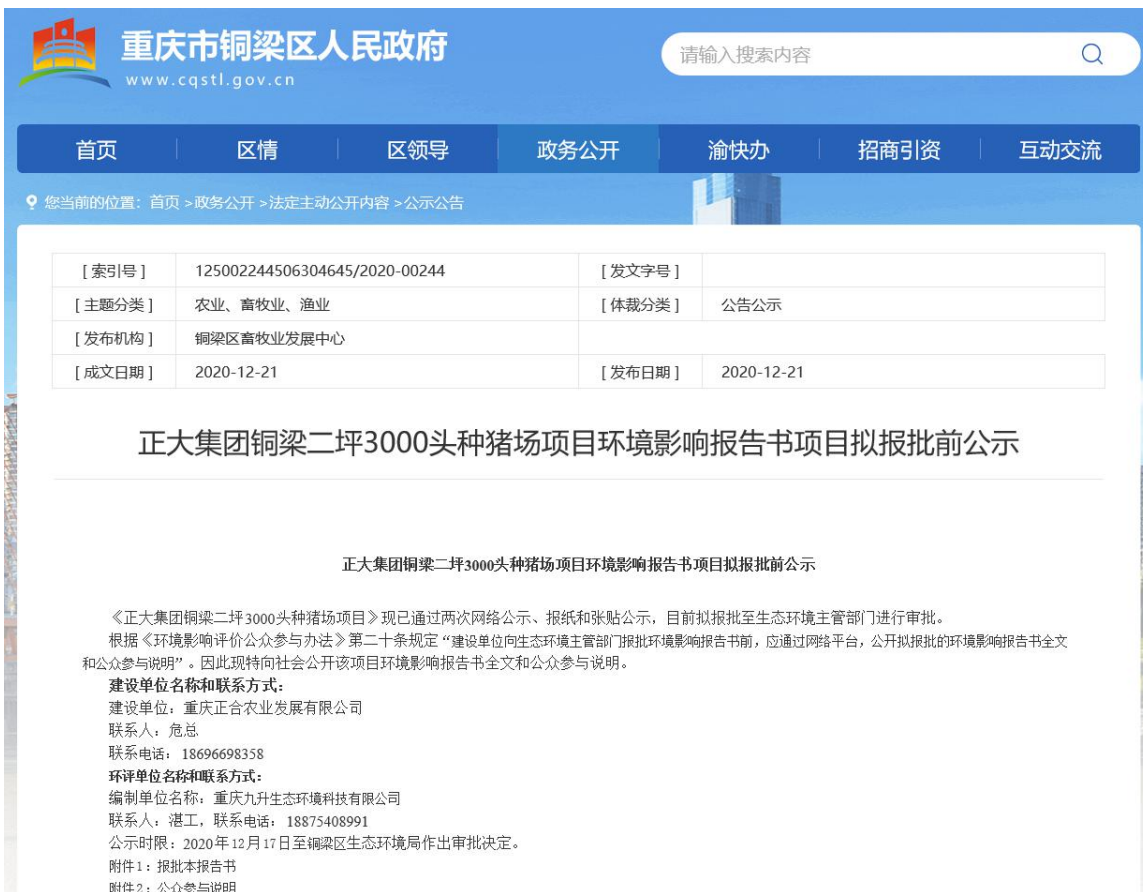 重庆市铜梁区人民政府
www.cqstl.gov.cn
请输入搜索内容
首页 区情 区领导 政务公开 渝快办 招商引资 互动交流
您当前的位置：首页 >政务公开 >法定主动公开内容 >公示公告
[ 索引号 ] 125002244506304645/2020-00244 [ 发文字号 ]
[ 主题分类 ] 农业、畜牧业、渔业 [ 体裁分类 ] 公告公示
[ 发布机构 ] 铜梁区畜牧业发展中心
[ 成文日期 ] 2020-12-21 [ 发布日期 ] 2020-12-21
正大集团铜梁二坪3000头种猪场项目环境影响报告书项目拟报批前公示
正大集团铜梁二坪3000头种猪场项目环境影响报告书项目拟报批前公示
《正大集团铜梁二坪3000头种猪场项目》现已通过两次网络公示、报纸和张贴公示，目前拟报批至生态环境主管部门进行审批。
根据《环境影响评价公众参与办法》第二十条规定“建设单位向生态环境主管部门报批环境影响报告书前，应通过网络平台，公开拟报批的环境影响报告书全文
和公众参与说明”。因此现特向社会公开该项目环境影响报告书全文和公众参与说明。
建设单位名称和联系方式：
建设单位：重庆正合农业发展有限公司
联系人：危总
联系电话：18696698358
环评单位名称和联系方式：
编制单位名称：重庆九升生态环境科技有限公司
联系人：湛工，联系电话：18875408991
公示时限：2020年12月17日至铜梁区生态环境局作出审批决定。
附件1：报批本报告书
附件2：公众参与说明